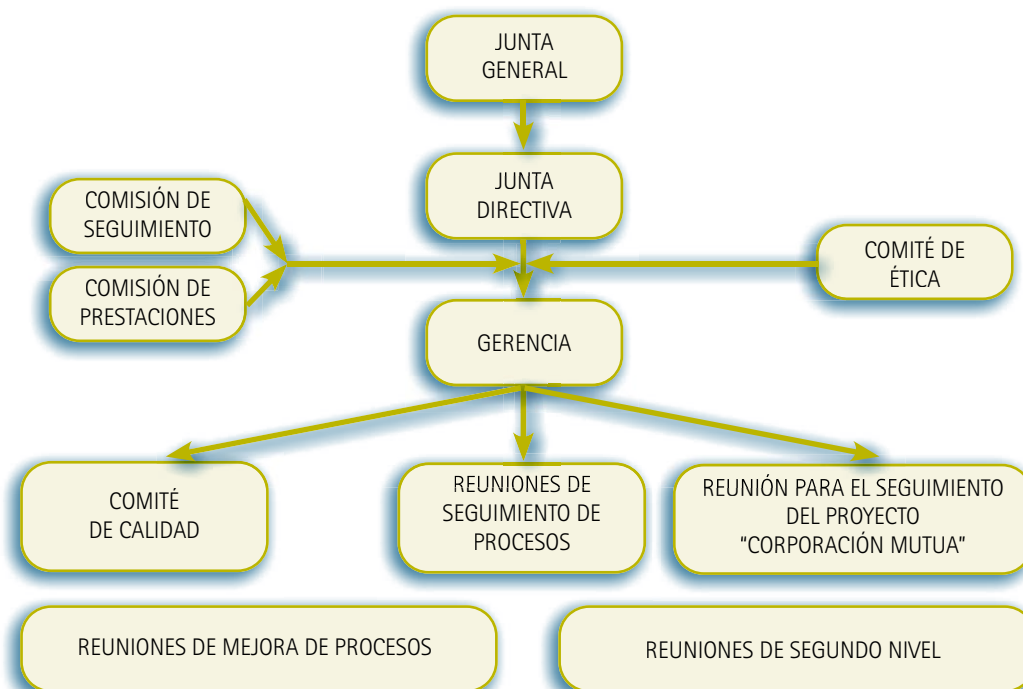 JUNTA
GENERAL
JUNTA
DIRECTIVA
COMISIÓN DE
SEGUIMIENTO
COMISIÓN DE
PRESTACIONES
COMITÉ DE
ÉTICA
GERENCIA
COMITÉ
DE CALIDAD
REUNIONES DE
SEGUIMIENTO DE
PROCESOS
REUNIÓN PARA EL SEGUIMIENTO
DEL PROYECTO
"CORPORACIÓN MUTUA"
REUNIONES DE MEJORA DE PROCESOS
REUNIONES DE SEGUNDO NIVEL